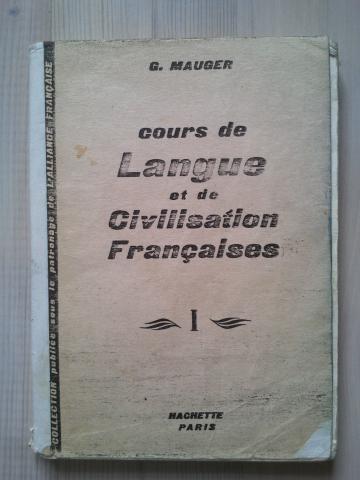 G. MAUGER
cours de
Langue
et de
Civilisation
Françaises
I
HACHETTE
PARIS
COLLECTION publiée sous le patronage de L'ALLIANCE FRANÇAISE